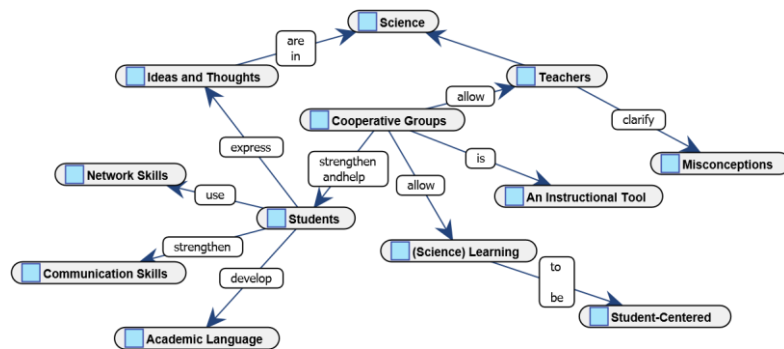 Science
are
in
Ideas and Thoughts
Teachers
allow
Cooperative Groups
clarify
express
strengthen
andhelp
is
Misconceptions
Network Skills
allow
use
An Instructional Tool
Students
strengthen
(Science) Learning
Communication Skills
develop
to
be
Student-Centered
Academic Language